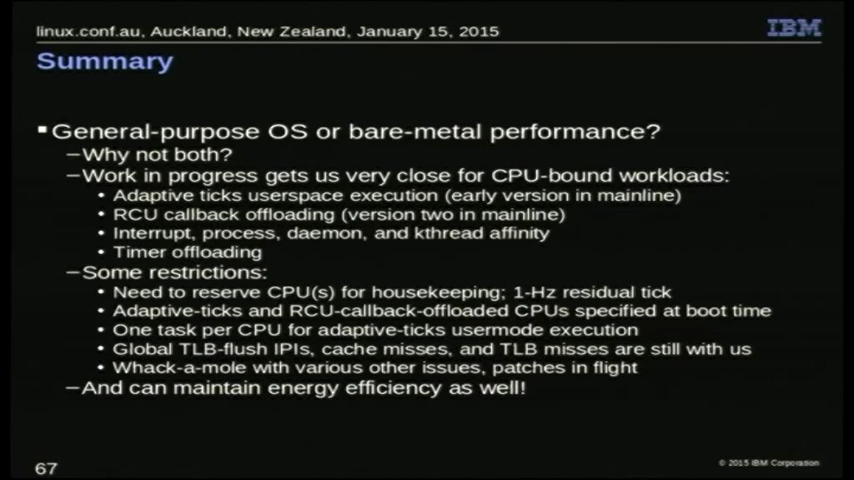 linux.conf.au, Auckland, New Zealand, January 15, 2015
IBM
Summary
▪General-purpose OS or bare-metal performance?
–Why not both?
–Work in progress gets us very close for CPU-bound workloads:
• Adaptive ticks userspace execution (early version in mainline)
• RCU callback offloading (version two in mainline)
• Interrupt, process, daemon, and kthread affinity
• Timer offloading
–Some restrictions:
• Need to reserve CPU(s) for housekeeping; 1-Hz residual tick
• Adaptive-ticks and RCU-callback-offloaded CPUs specified at boot time
• One task per CPU for adaptive-ticks usermode execution
• Global TLB-flush IPIs, cache misses, and TLB misses are still with us
• Whack-a-mole with various other issues, patches in flight
–And can maintain energy efficiency as well!
67
© 2015 IBM Corporation